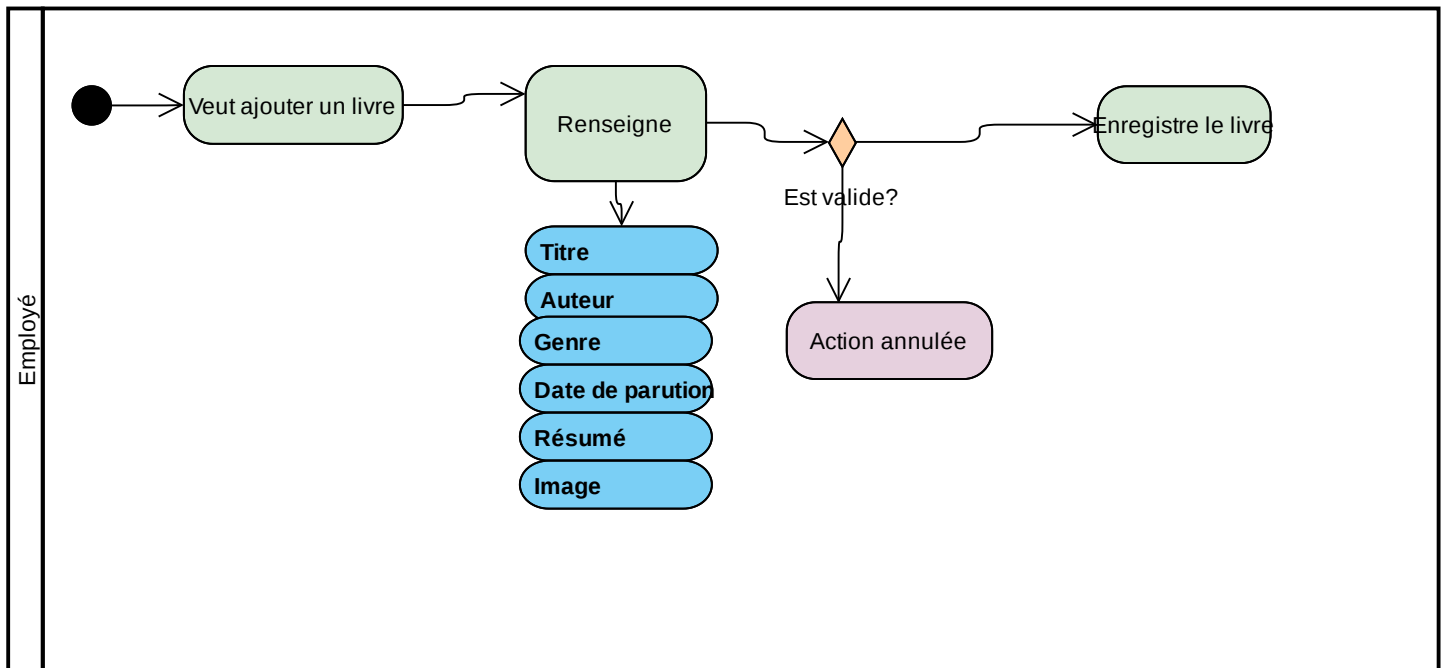 Employé
Veut ajouter un livre
Renseigne
Enregistre le livre
Est valide?
Titre
Auteur
Genre
Date de parution
Résumé
Image
Action annulée